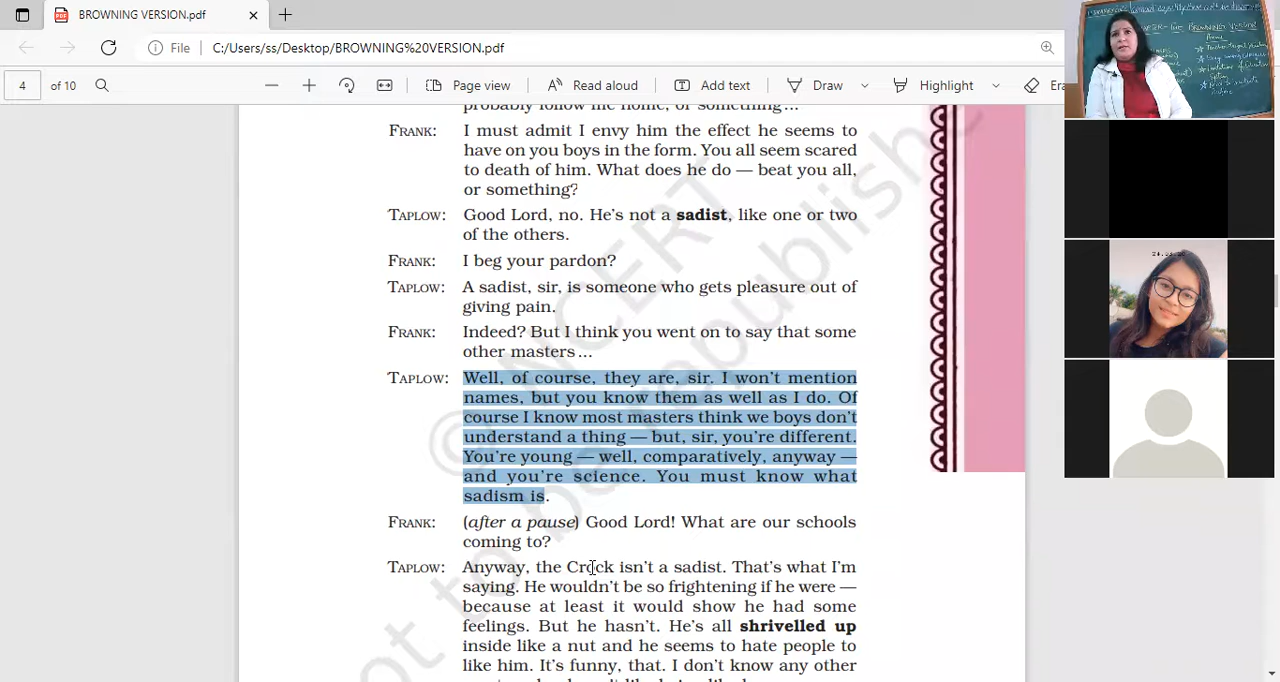 BROWNING VERSION.pdf
File C:/Users/ss/Desktop/BROWNING%20VERSION.pdf
4 of 10 Page view Read aloud Add text Draw Highlight
probably follow me home, or something...
FRANK: I must admit I envy him the effect he seems to
have on you boys in the form. You all seem scared
to death of him. What does he do — beat you all,
or something?
TAPLOW: Good Lord, no. He's not a sadist, like one or two
of the others.
FRANK: I beg your pardon?
TAPLOW: A sadist, sir, is someone who gets pleasure out of
giving pain.
FRANK: Indeed? But I think you went on to say that some
other masters...
TAPLOW: Well, of course, they are, sir. I won't mention
names, but you know them as well as I do. Of
course I know most masters think we boys don't
understand a thing — but, sir, you're different.
You're young — well, comparatively, anyway —
and you're science. You must know what
sadism is.
FRANK: (after a pause) Good Lord! What are our schools
coming to?
TAPLOW: Anyway, the Crock isn't a sadist. That's what I'm
saying. He wouldn't be so frightening if he were —
because at least it would show he had some
feelings. But he hasn't. He's all shrivelled up
inside like a nut and he seems to hate people to
like him. It's funny, that. I don't know any other
© NCERT
not to be republished